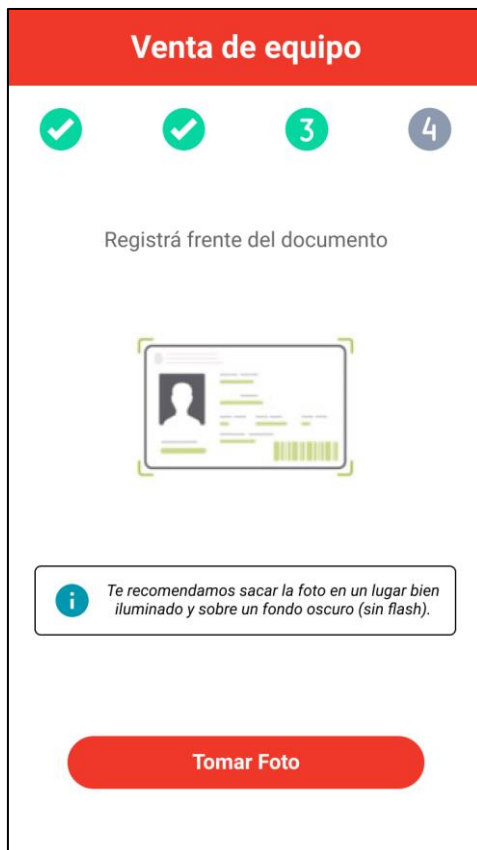 Venta de equipo
3
4
Registrá frente del documento
i
Te recomendamos sacar la foto en un lugar bien
iluminado y sobre un fondo oscuro (sin flash).
Tomar Foto